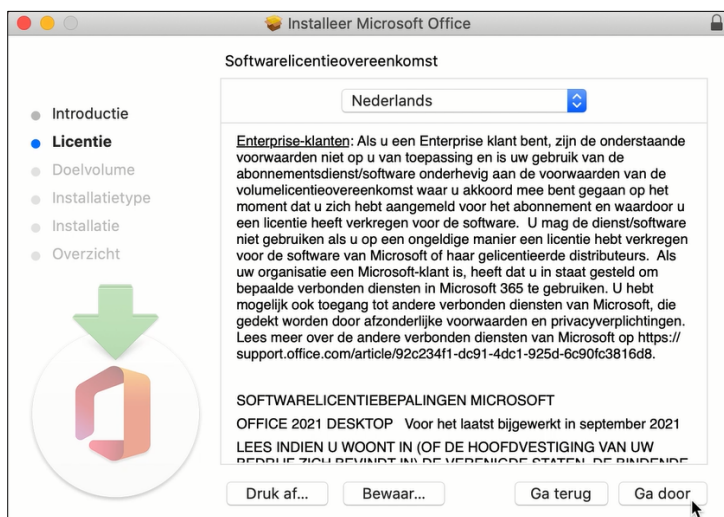 Installeer Microsoft Office
Softwarelicentieovereenkomst
Introductie
Licentie
Doelvolume
Installatietype
Installatie
Overzicht
Nederlands
Enterprise-klanten: Als u een Enterprise klant bent, zijn de onderstaande
voorwaarden niet op u van toepassing en is uw gebruik van de
abonnementsdienst/software onderhevig aan de voorwaarden van de
volumelicentieovereenkomst waar u akkoord mee bent gegaan op het
moment dat u zich hebt aangemeld voor het abonnement en waardoor u
een licentie heeft verkregen voor de software.  U mag de dienst/software
niet gebruiken als u op een ongeldige manier een licentie hebt verkregen
voor de software van Microsoft of haar gelicentieerde distributeurs.  Als
uw organisatie een Microsoft-klant is, heeft dat u in staat gesteld om
bepaalde verbonden diensten in Microsoft 365 te gebruiken. U hebt
mogelijk ook toegang tot andere verbonden diensten van Microsoft, die
gedekt worden door afzonderlijke voorwaarden en privacyverplichtingen.
Lees meer over de andere verbonden diensten van Microsoft op https://
support.office.com/article/92c234f1-dc91-4dc1-925d-6c90fc3816d8.
SOFTWARELICENTIEBEPALINGEN MICROSOFT
OFFICE 2021 DESKTOP   Voor het laatst bijgewerkt in september 2021
LEES INDIEN U WOONT IN (OF DE HOOFDVESTIGING VAN UW
BEDRIJF ZICH BEVINDT IN) DE VERENIGDE STATEN, DE BINDENDE
Druk af...
Bewaar...
Ga terug
Ga door